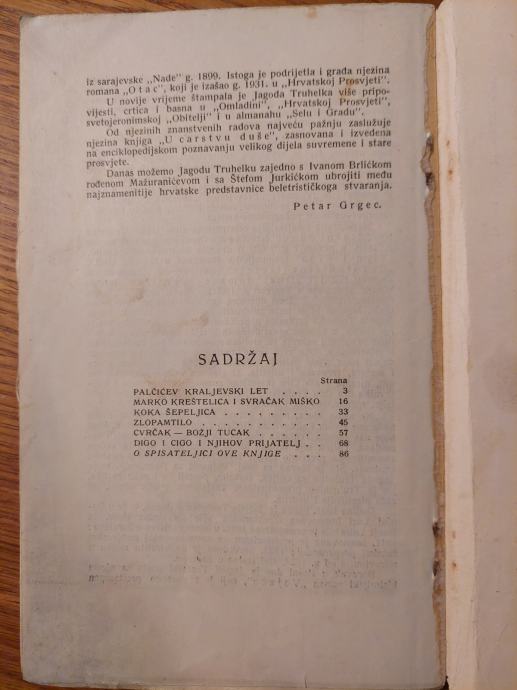 iz sarajevske „Nade" g. 1899. Istoga je podrijetla i građa njezina
romana „Otac", koji je izašao g. 1931. u „Hrvatskoj Prosvjeti".
U novije vrijeme štampala je Jagoda Truhelka više pripo-
vijesti, crtica i basna u „Omladini", „Hrvatskoj Prosvjeti",
svetojeronimskoj „Obitelji" i u almanahu „Selu i Gradu".
Od njezinih znanstvenih radova najveću pažnju zaslužuje
njezina knjiga „U carstvu duše", zasnovana i izvedena
na enciklopedijskom poznavanju velikog dijela suvremene i stare
prosvjete.
Danas možemo Jagodu Truhelku zajedno s Ivanom Brlićkom
rođenom Mažuranićevom i sa Štefom Jurkićkom ubrojiti među
najznamenitije hrvatske predstavnice beletrističkoga stvaranja.
Petar Grgec.
SADRŽAJ
Strana
PALČIĆEV KRALJEVSKI LET . . . . 3
MARKO KREŠTELICA I SVRAČAK MIŠKO 16
KOKA ŠEPELJICA . . . . . . . . . 33
ZLOPAMTILO . . . . . . . . . . . 45
CVRČAK — BOŽJI TUCAK . . . . . . 57
DIGO I CIGO I NJIHOV PRIJATELJ . . 68
O SPISATELJICI OVE KNJIGE . . . . 86